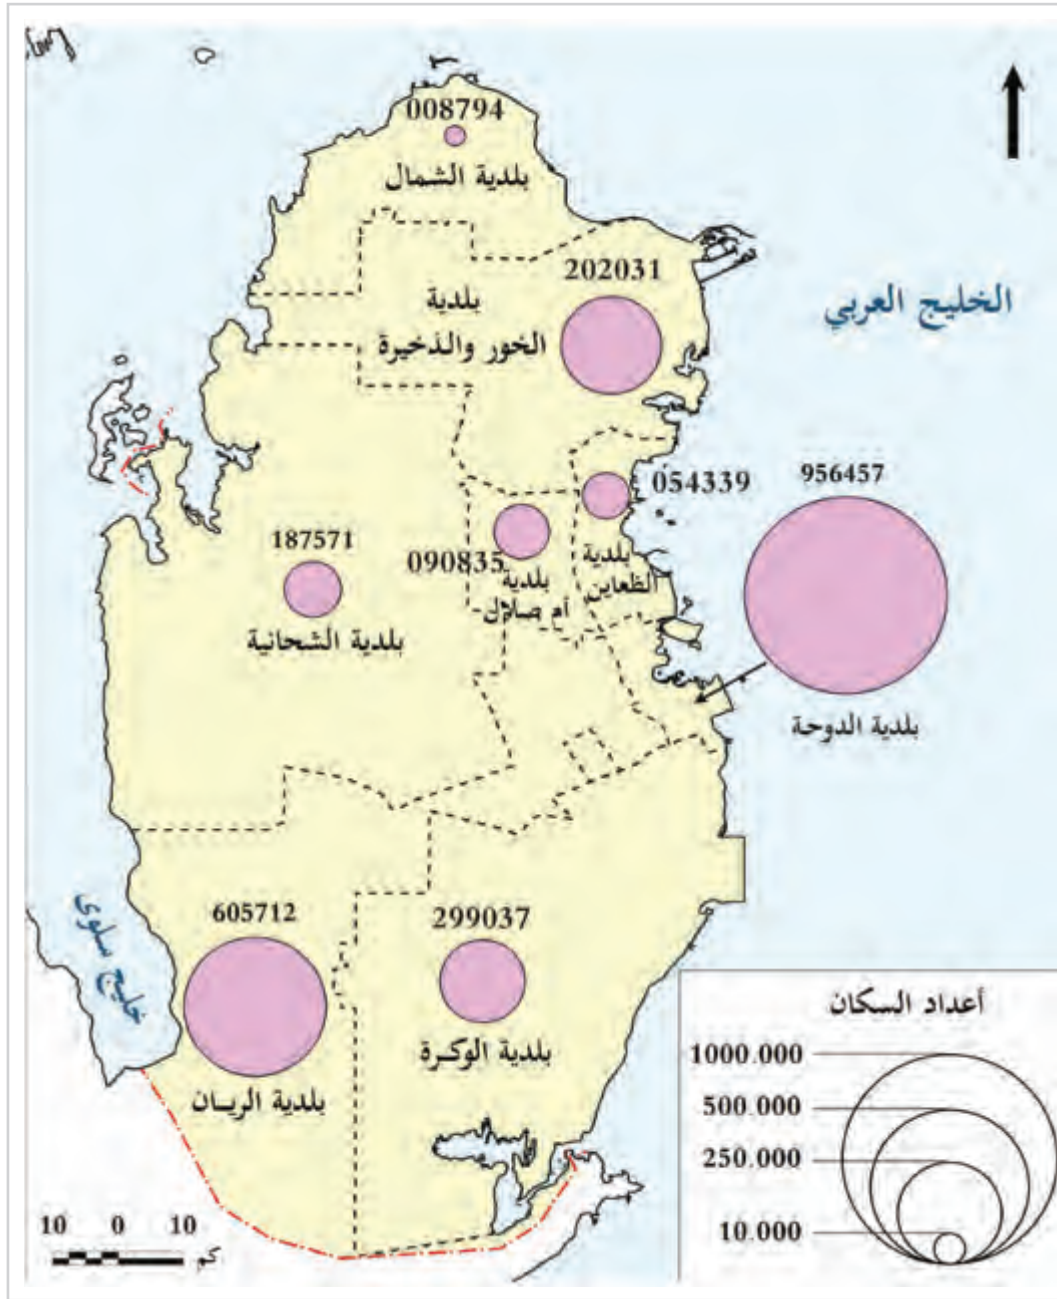 008794
بلدية الشمال
202031
بلدية
الخور والذخيرة
الخليج العربي
054339
956457
187571
090835
بلدية
الظعاين
بلدية
أم صلال
بلدية الشحانية
بلدية الدوحة
605712
299037
خليج سلوى
بلدية الوكرة
بلدية الريان
أعداد السكان
1000.000
500.000
250.000
10.000
10 0 10
كم